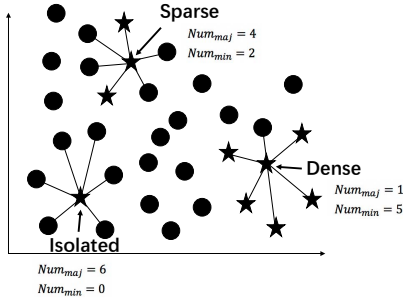 Sparse
Num_maj = 4
Num_min = 2
Dense
Num_maj = 1
Num_min = 5
Isolated
Num_maj = 6
Num_min = 0